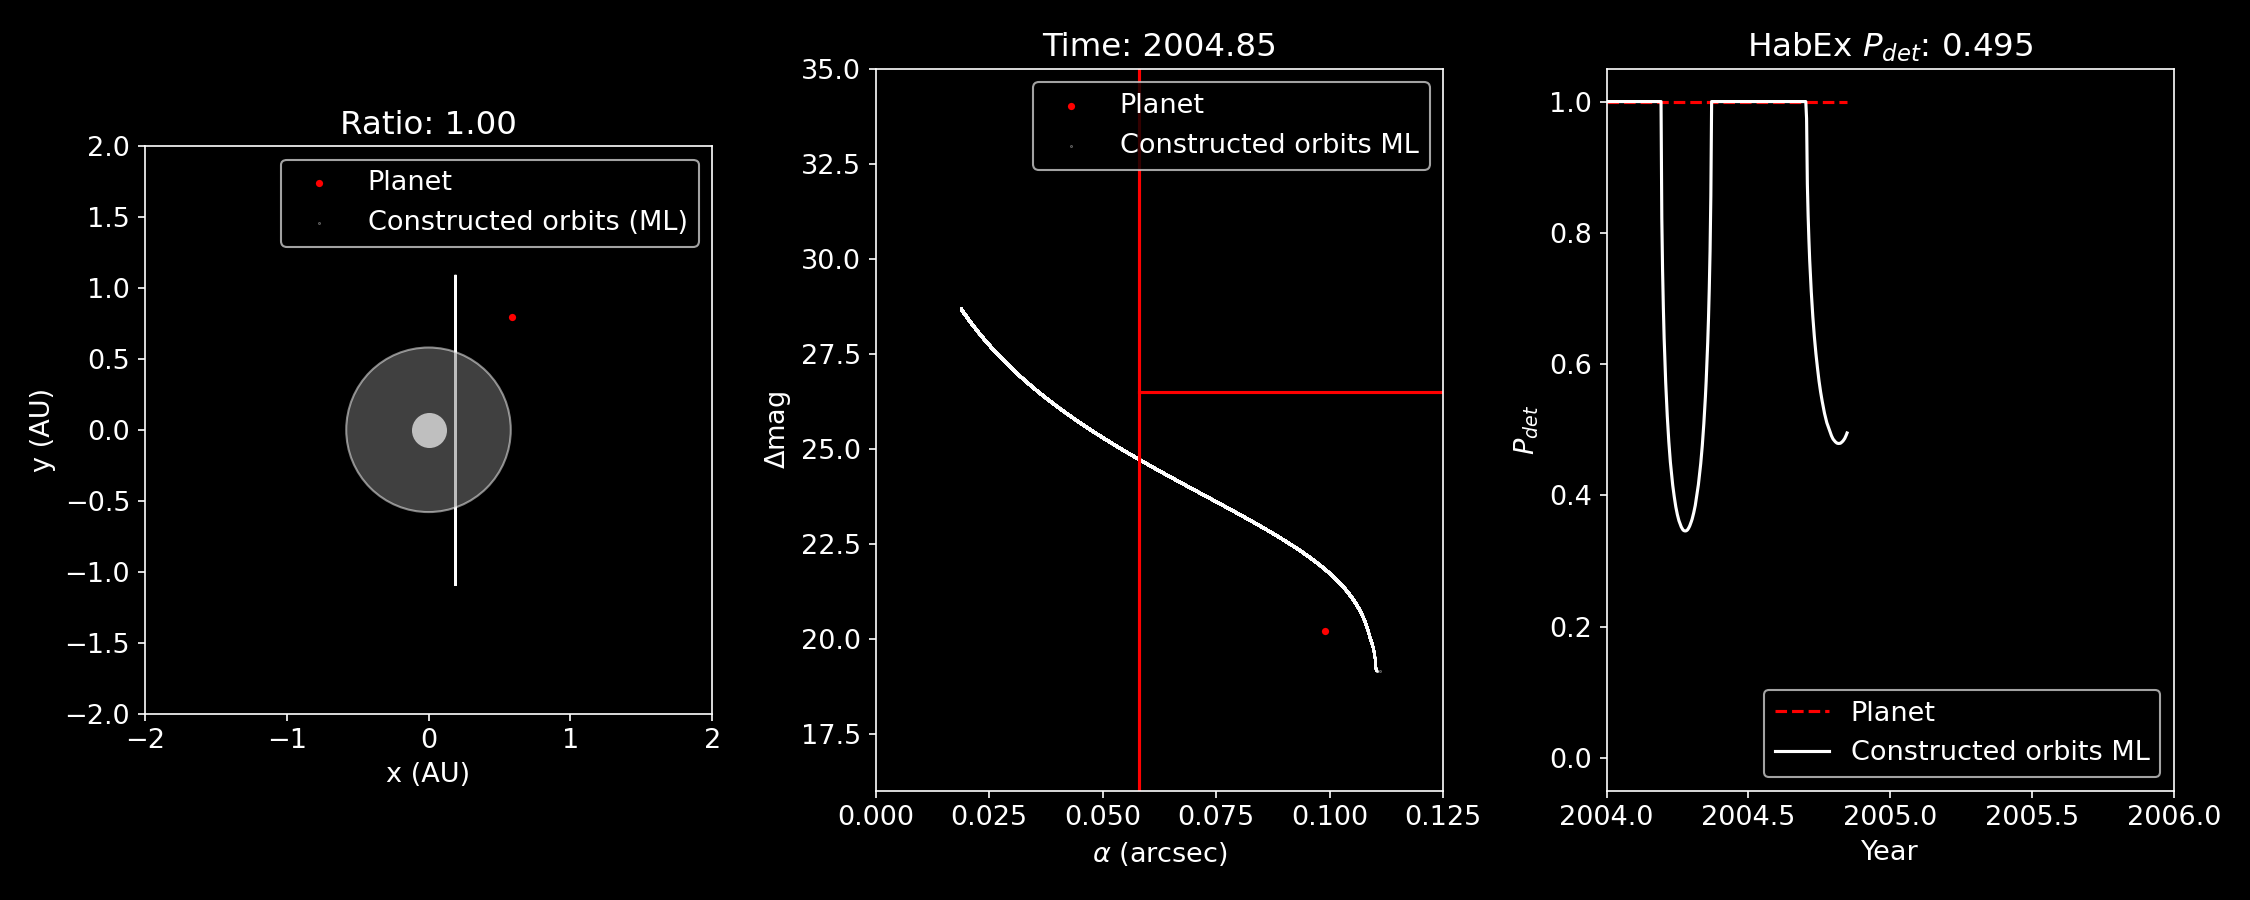 Ratio: 1.00
2.0
1.5
1.0
0.5
0.0
−0.5
−1.0
−1.5
−2.0
−2
−1
0
1
2
y (AU)
x (AU)
Planet
Constructed orbits (ML)
Time: 2004.85
35.0
32.5
30.0
27.5
25.0
22.5
20.0
17.5
0.000
0.025
0.050
0.075
0.100
0.125
Δmag
α (arcsec)
Planet
Constructed orbits ML
HabEx P_det: 0.495
1.0
0.8
0.6
0.4
0.2
0.0
2004.0
2004.5
2005.0
2005.5
2006.0
P_det
Year
Planet
Constructed orbits ML